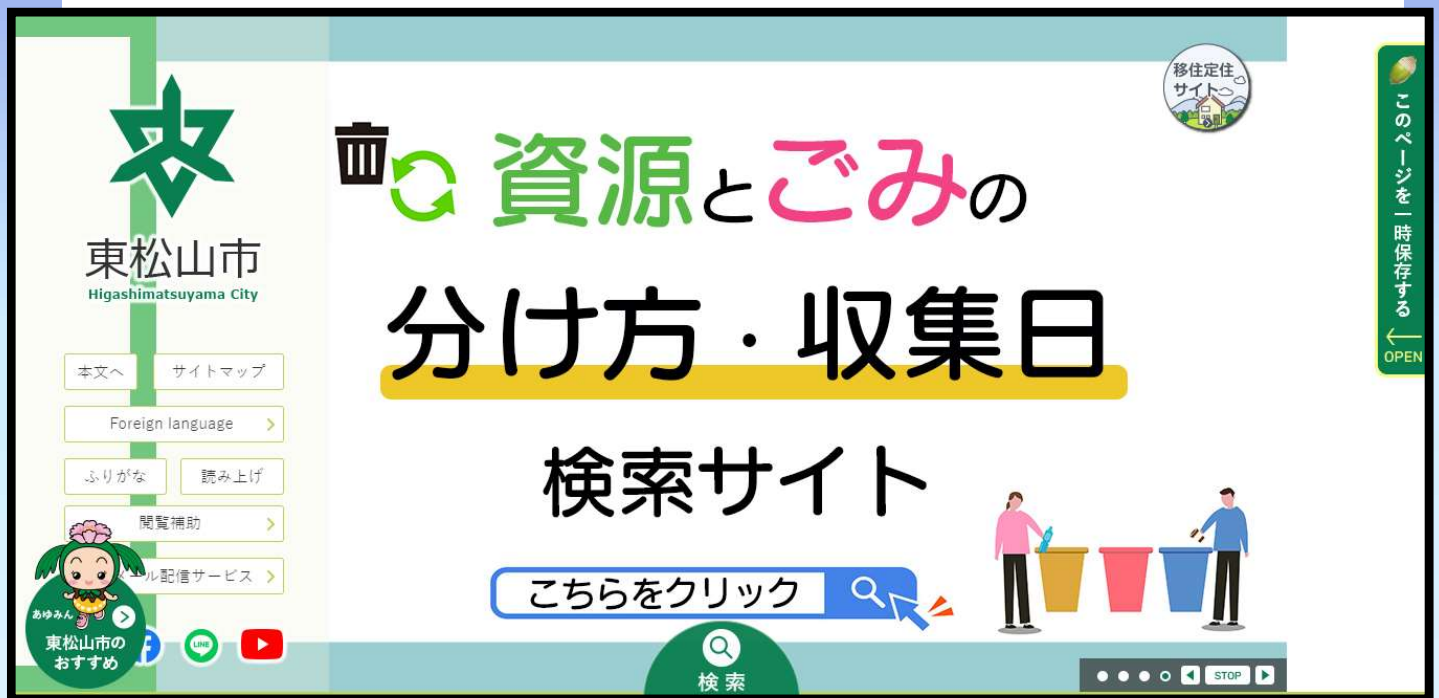 東松山市
Higashimatsuyama City
本文へ
サイトマップ
Foreign language
ふりがな
読み上げ
閲覧補助
メール配信サービス
あゆみん
東松山市の
おすすめ
LINE
移住定住
サイト
資源とごみの
分け方・収集日
検索サイト
こちらをクリック
検索
STOP
このページを一時保存する
OPEN